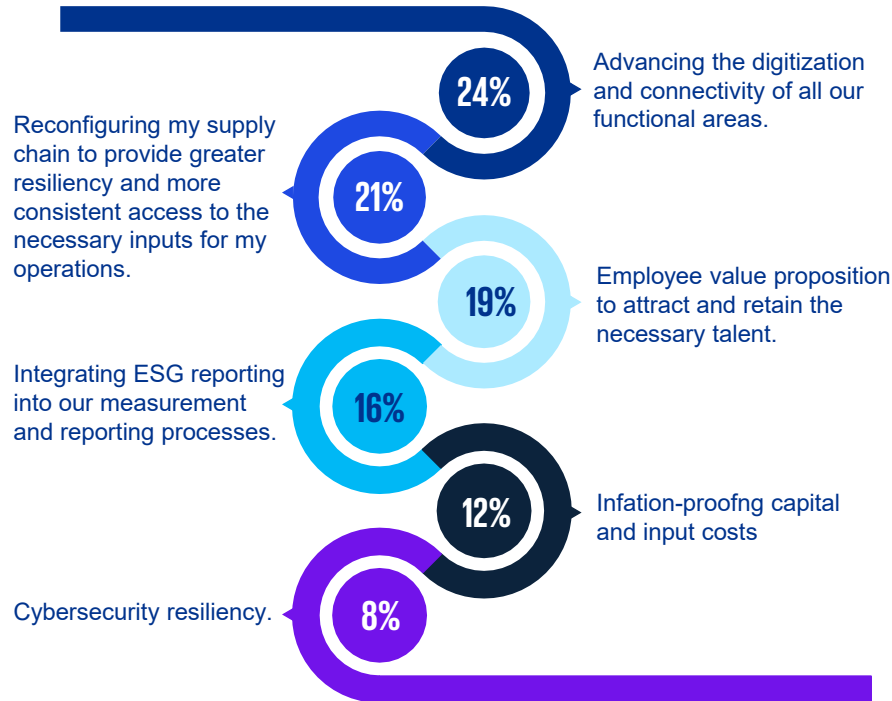 24%
Advancing the digitization
and connectivity of all our
functional areas.
Reconfiguring my supply
chain to provide greater
resiliency and more
consistent access to the
necessary inputs for my
operations.
21%
19%
Employee value proposition
to attract and retain the
necessary talent.
Integrating ESG reporting
into our measurement
and reporting processes.
16%
12%
Infation-proofng capital
and input costs
Cybersecurity resiliency.
8%